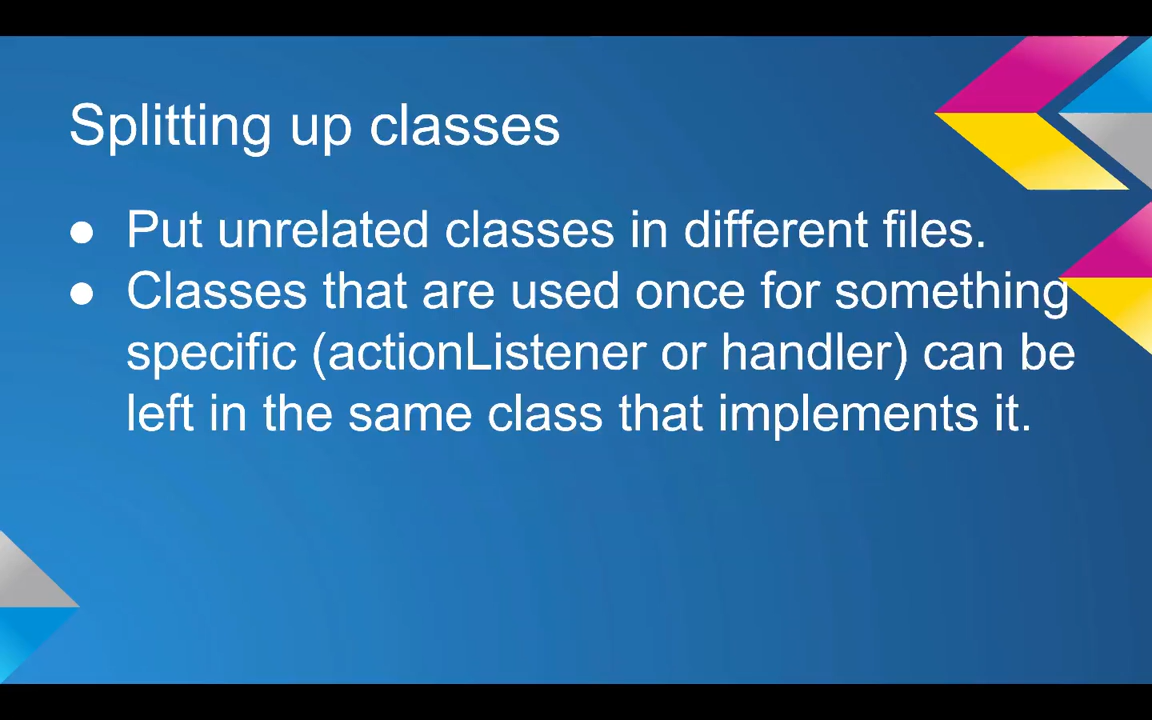 Splitting up classes
● Put unrelated classes in different files.
● Classes that are used once for something
specific (actionListener or handler) can be
left in the same class that implements it.